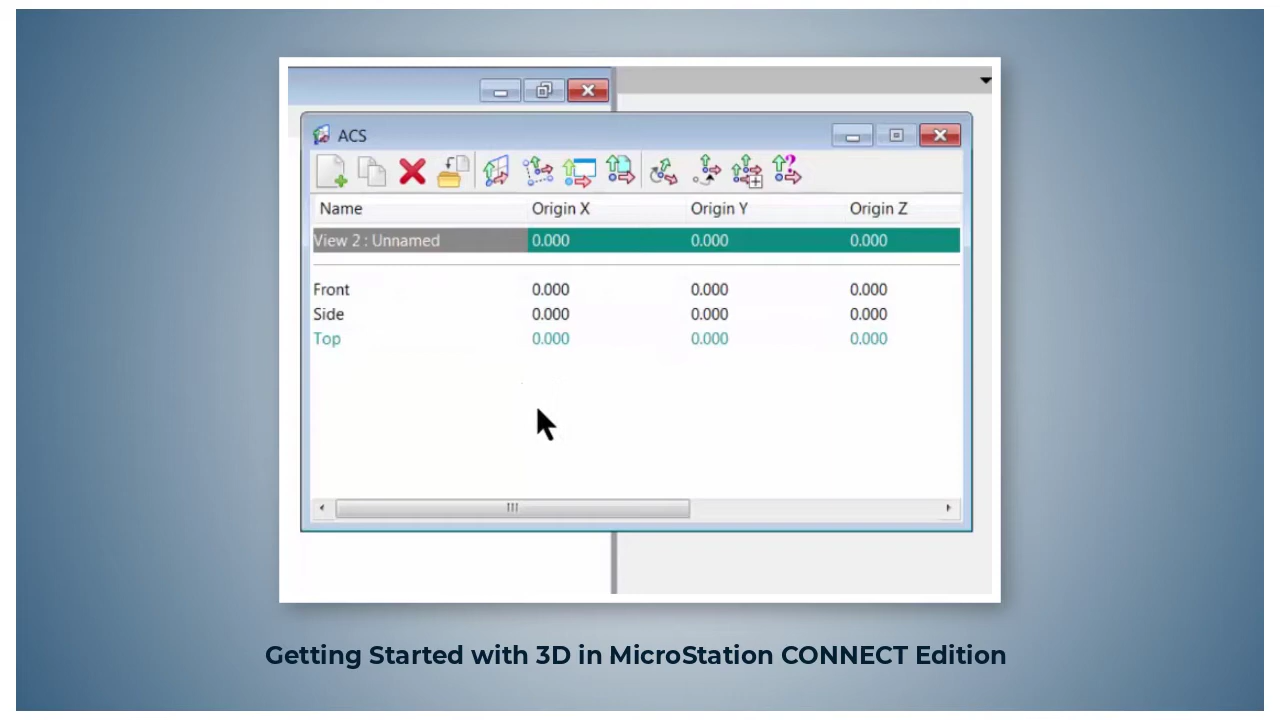 ACS
Name Origin X Origin Y Origin Z
View 2 : Unnamed 0.000 0.000 0.000
Front 0.000 0.000 0.000
Side 0.000 0.000 0.000
Top 0.000 0.000 0.000
Getting Started with 3D in MicroStation CONNECT Edition